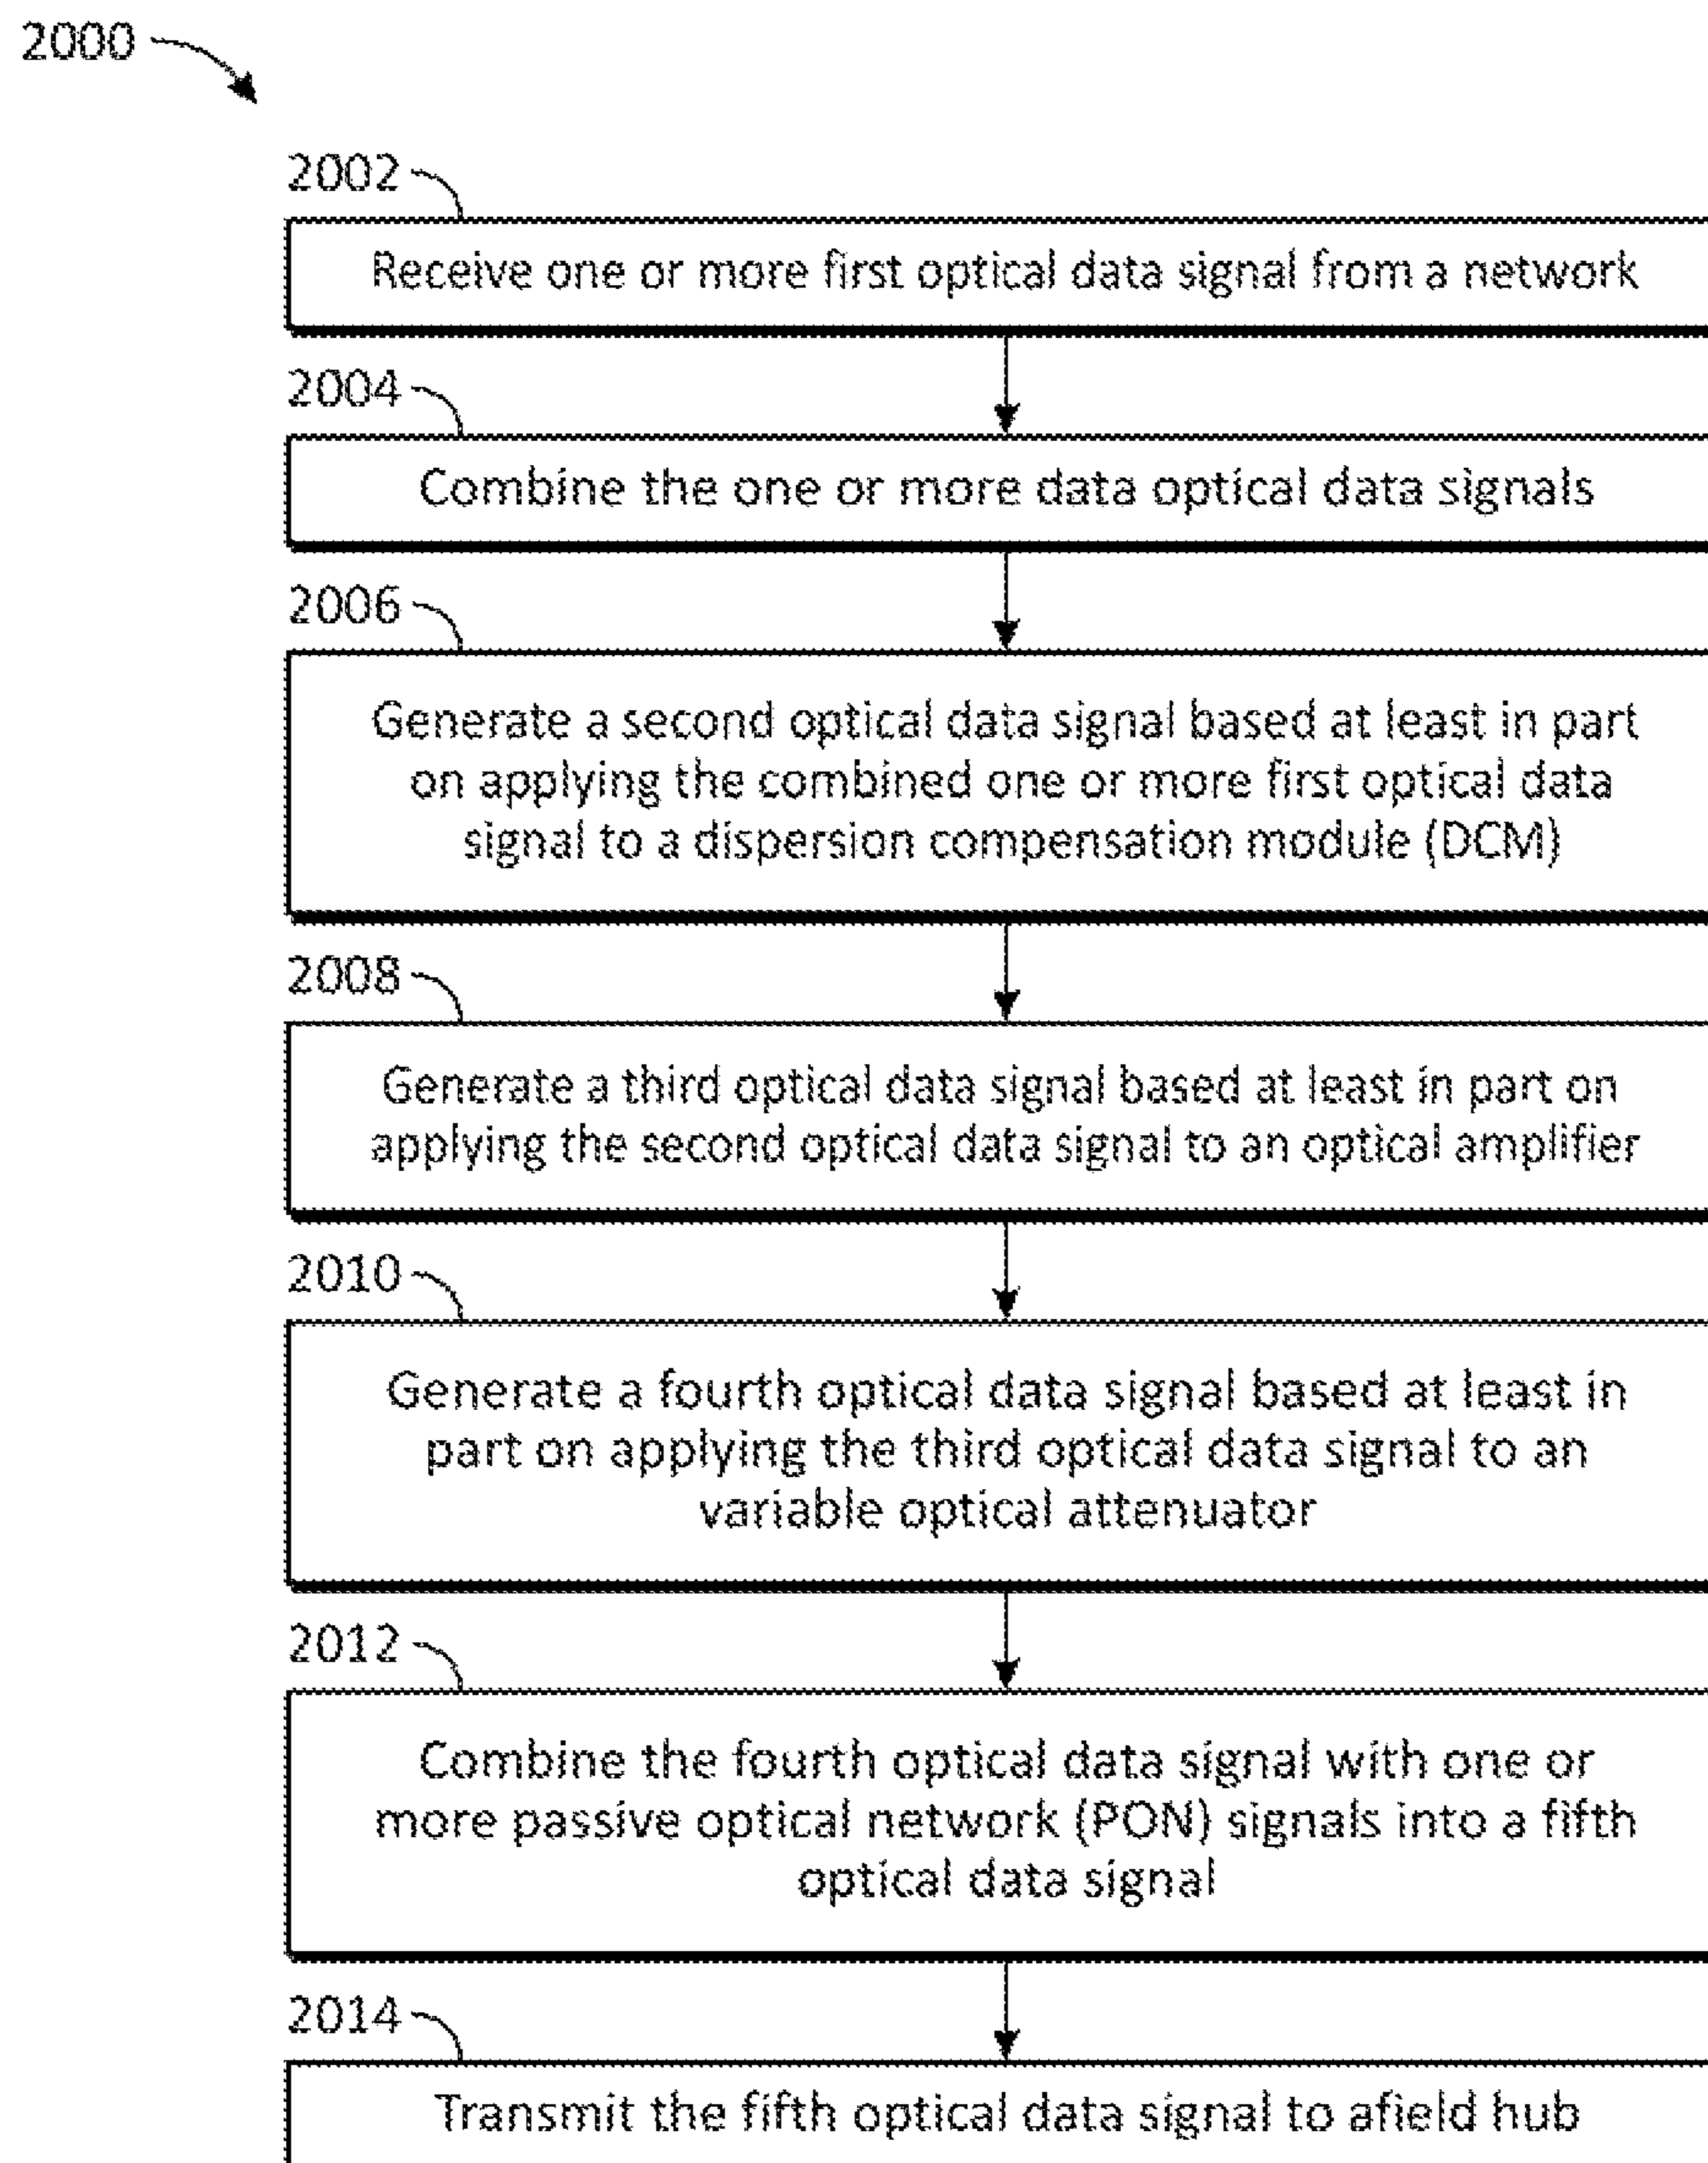 2000
2002
Receive one or more first optical data signal from a network
2004
Combine the one or more data optical data signals
2006
Generate a second optical data signal based at least in part
on applying the combined one or more first optical data
signal to a dispersion compensation module (DCM)
2008
Generate a third optical data signal based at least in part on
applying the second optical data signal to an optical amplifier
2010
Generate a fourth optical data signal based at least in
part on applying the third optical data signal to an
variable optical attenuator
2012
Combine the fourth optical data signal with one or
more passive optical network (PON) signals into a fifth
optical data signal
2014
Transmit the fifth optical data signal to afield hub